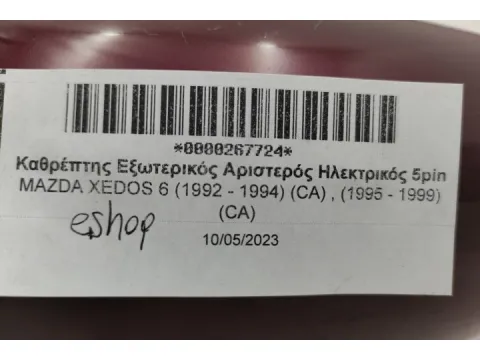 *0000267724*
Καθρέπτης Εξωτερικός Αριστερός Ηλεκτρικός 5pin
MAZDA XEDOS 6 (1992 - 1994) (CA) , (1995 - 1999)
(CA)
eshop
10/05/2023